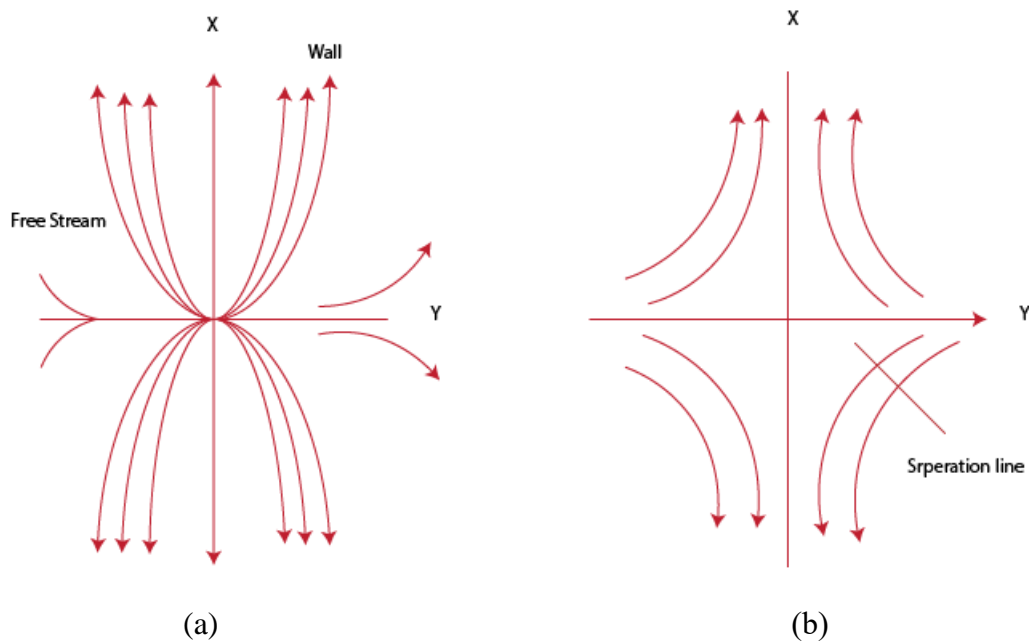 X
Wall
Free Stream
Y
(a)
X
Y
Srperation line
(b)